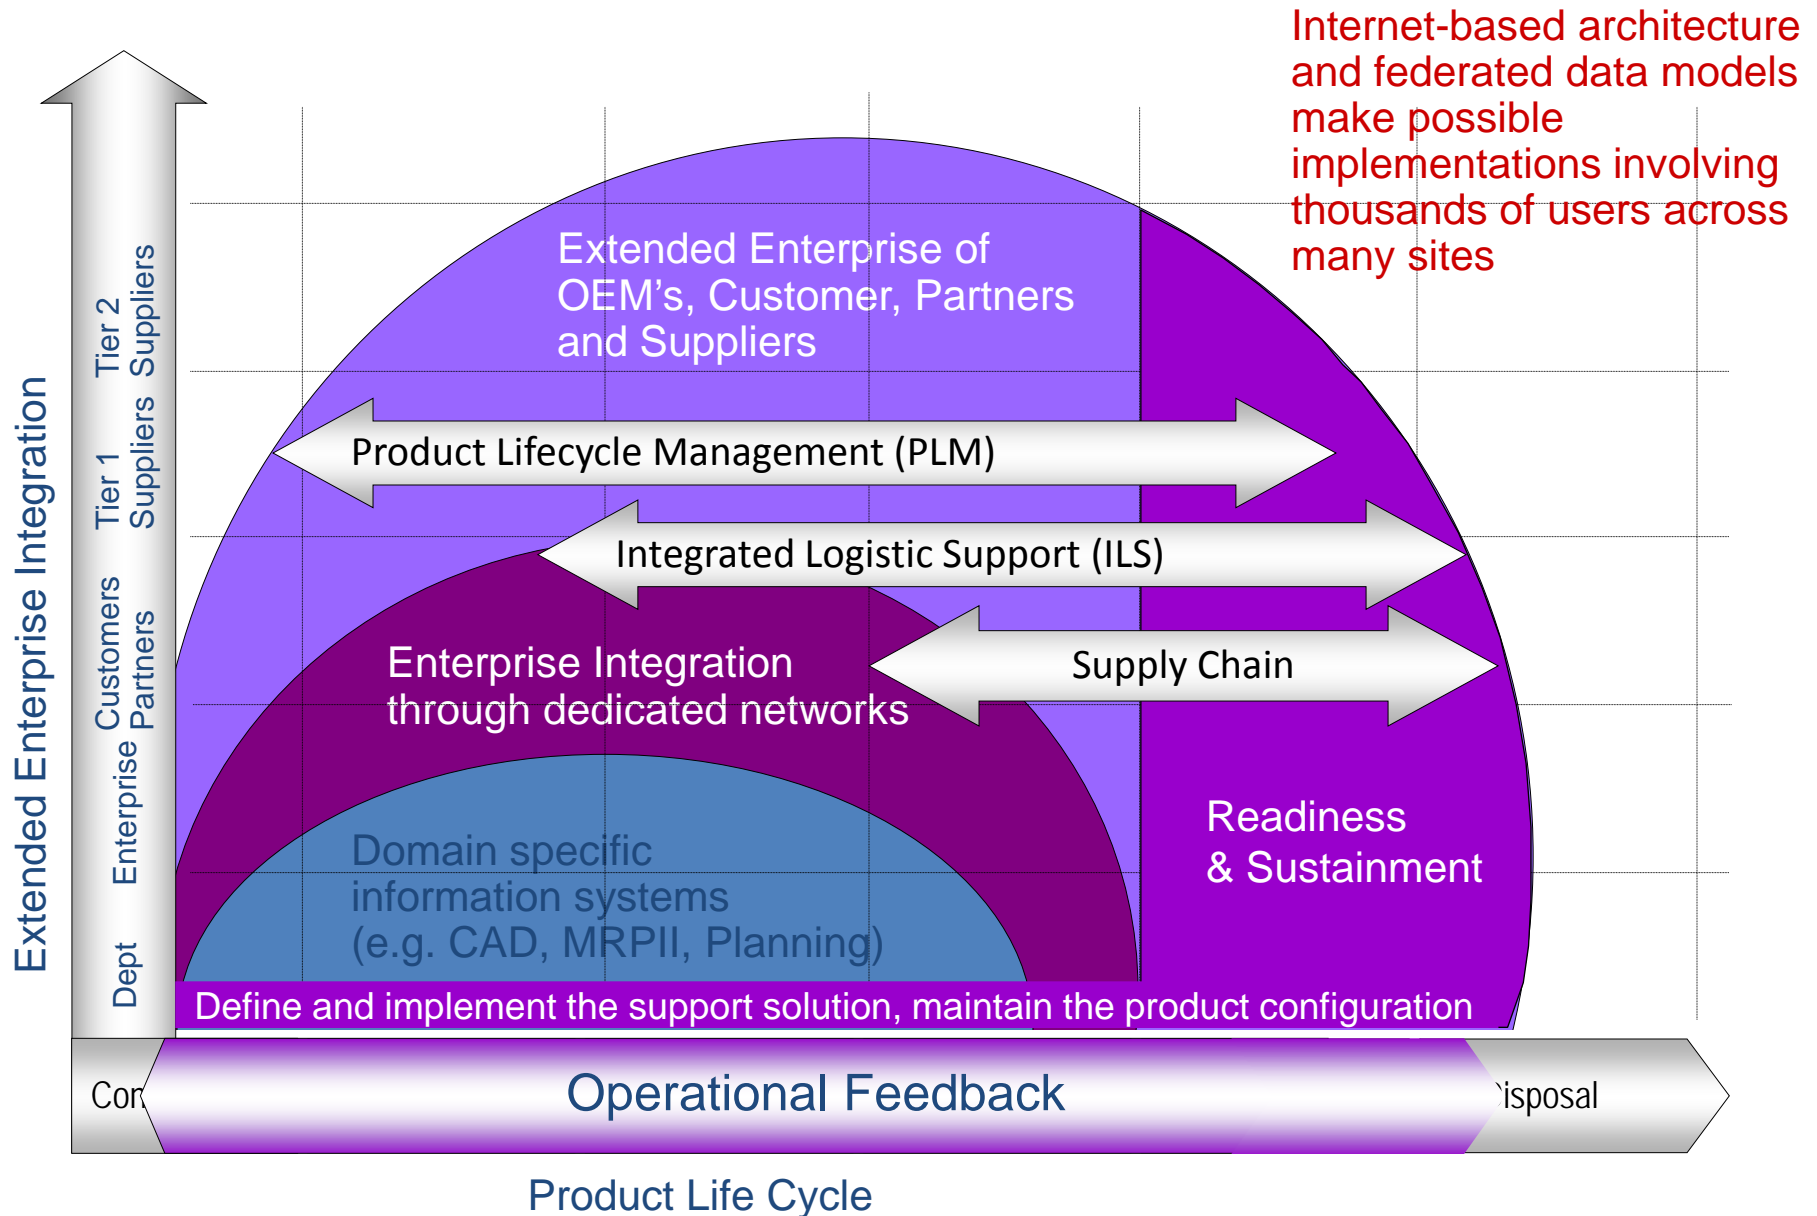 Internet-based architecture
and federated data models
make possible
implementations involving
thousands of users across
many sites
Extended Enterprise of
OEM's, Customer, Partners
and Suppliers
Product Lifecycle Management (PLM)
Integrated Logistic Support (ILS)
Supply Chain
Enterprise Integration
through dedicated networks
Readiness
& Sustainment
Domain specific
information systems
(e.g. CAD, MRPII, Planning)
Define and implement the support solution, maintain the product configuration
Extended Enterprise Integration
Tier 2
Suppliers
Tier 1
Suppliers
Customers
Partners
Enterprise
Dept
Operational Feedback
Product Life Cycle